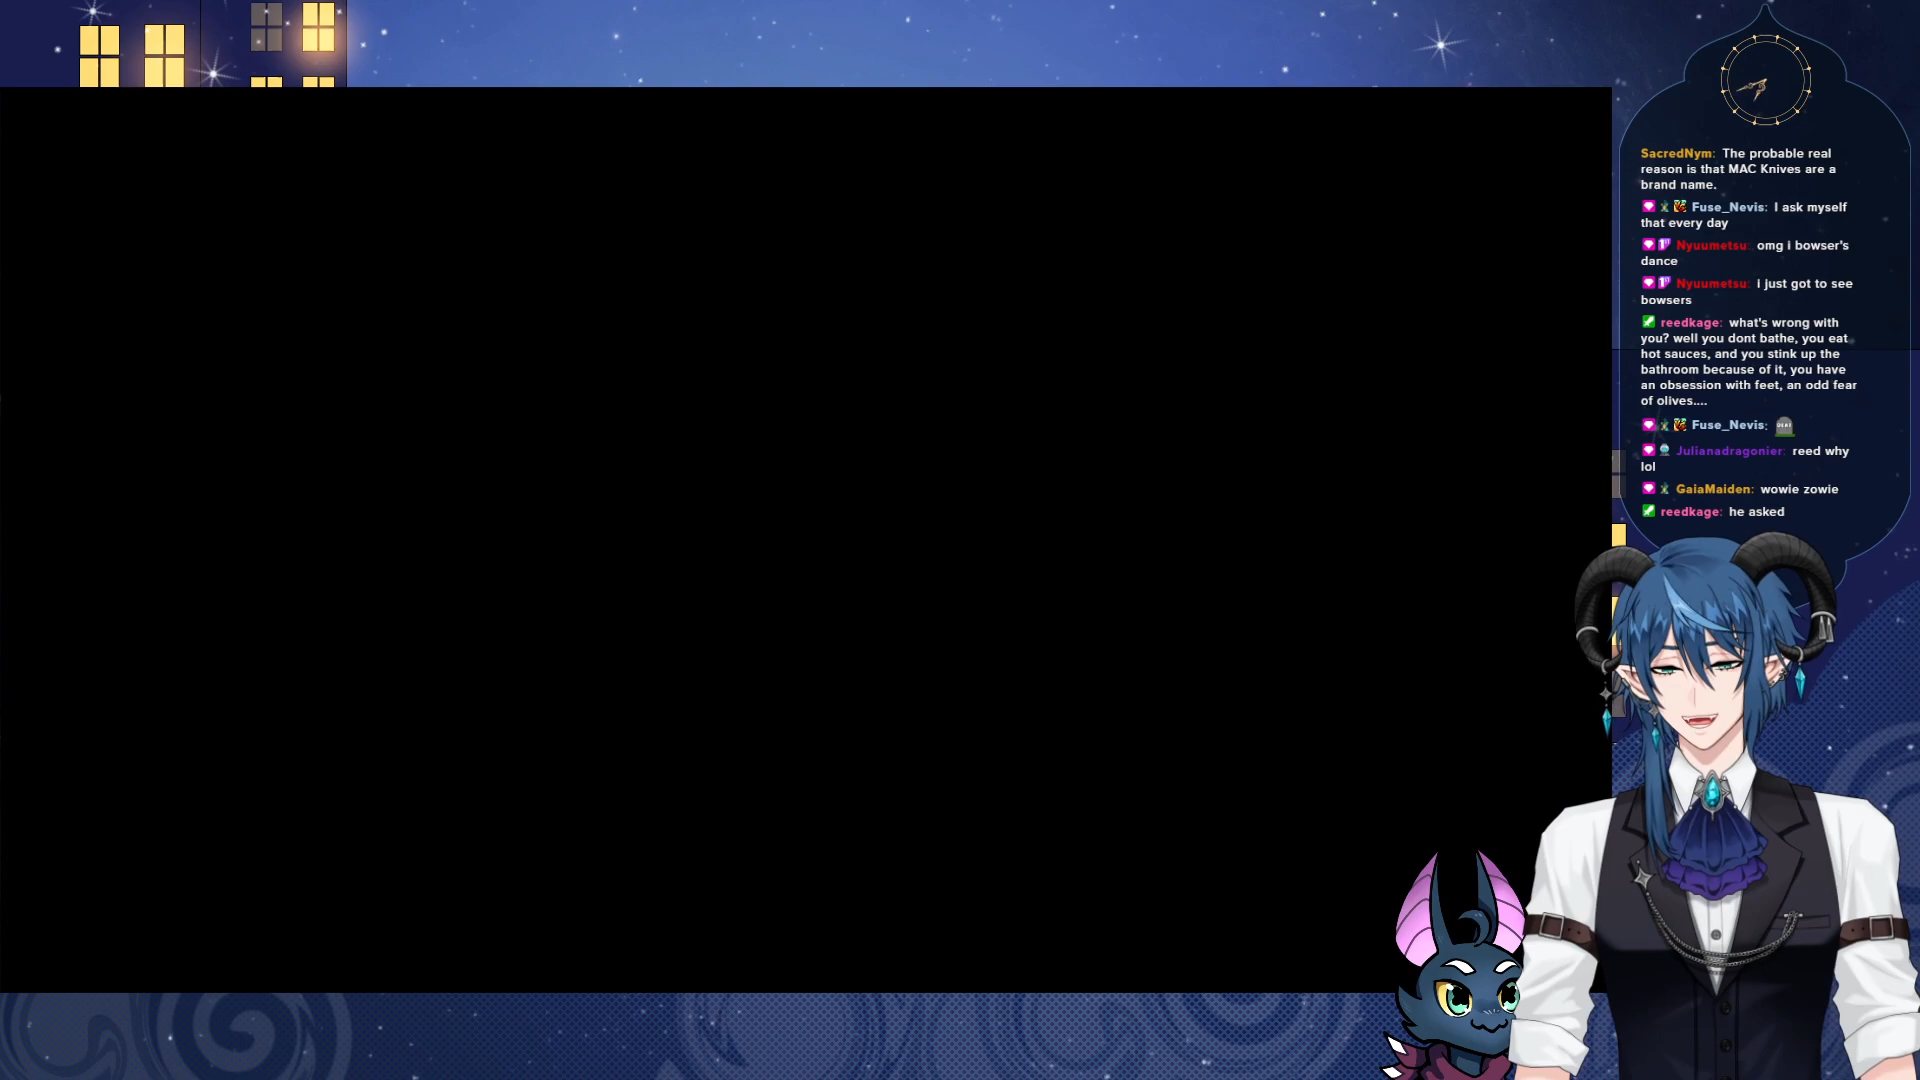 SacredNym: The probable real
reason is that MAC Knives are a
brand name.
Fuse_Nevis: I ask myself
that every day
Nyuumetsu: omg i bowser's
dance
Nyuumetsu: i just got to see
bowsers
reedkage: what's wrong with
you? well you dont bathe, you eat
hot sauces, and you stink up the
bathroom because of it, you have
an obsession with feet, an odd fear
of olives....
Fuse_Nevis:
Julianadragonier: reed why
lol
GaiaMaiden: wowie zowie
reedkage: he asked